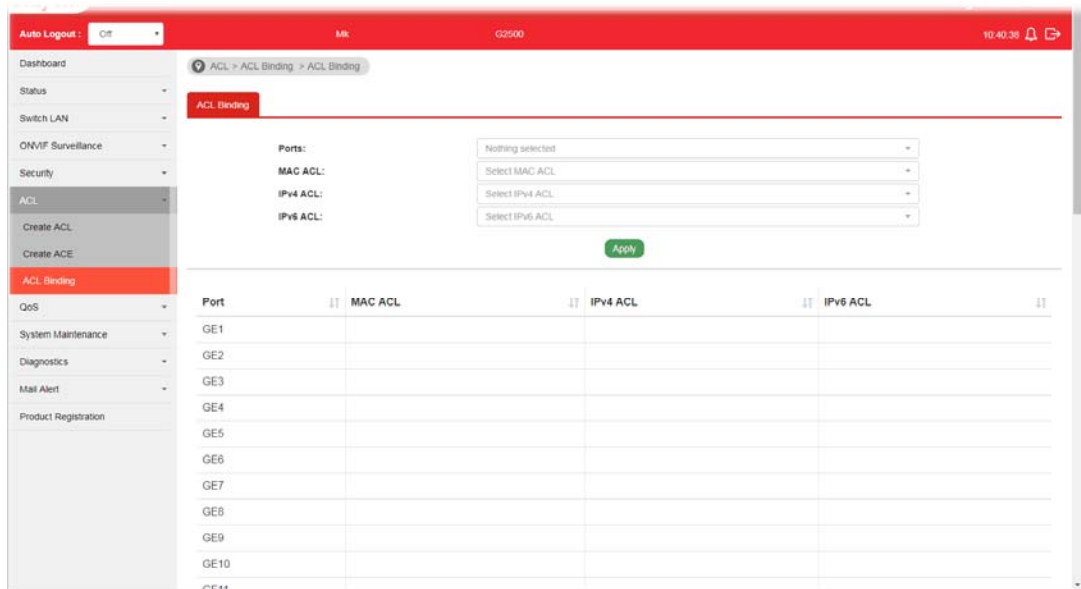 Auto Logout : Off Mk G2500 10:40:38
Dashboard
Status
Switch LAN
ONVIF Surveillance
Security
ACL
Create ACL
Create ACE
ACL Binding
QoS
System Maintenance
Diagnostics
Mail Alert
Product Registration
ACL > ACL Binding > ACL Binding
ACL Binding
Ports: Nothing selected
MAC ACL: Select MAC ACL
IPv4 ACL: Select IPv4 ACL
IPv6 ACL: Select IPv6 ACL
Apply
Port MAC ACL IPv4 ACL IPv6 ACL
GE1
GE2
GE3
GE4
GE5
GE6
GE7
GE8
GE9
GE10